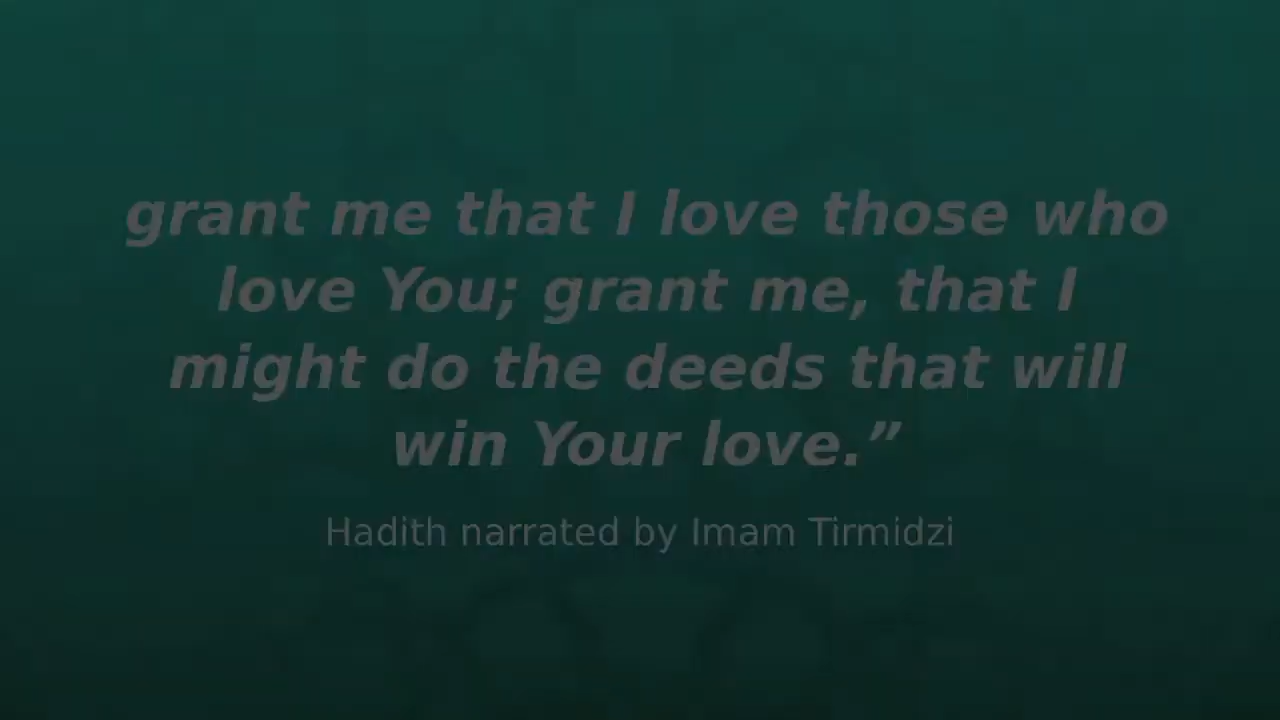 grant me that I love those who
love You; grant me, that I
might do the deeds that will
win Your love.”
Hadith narrated by Imam Tirmidzi